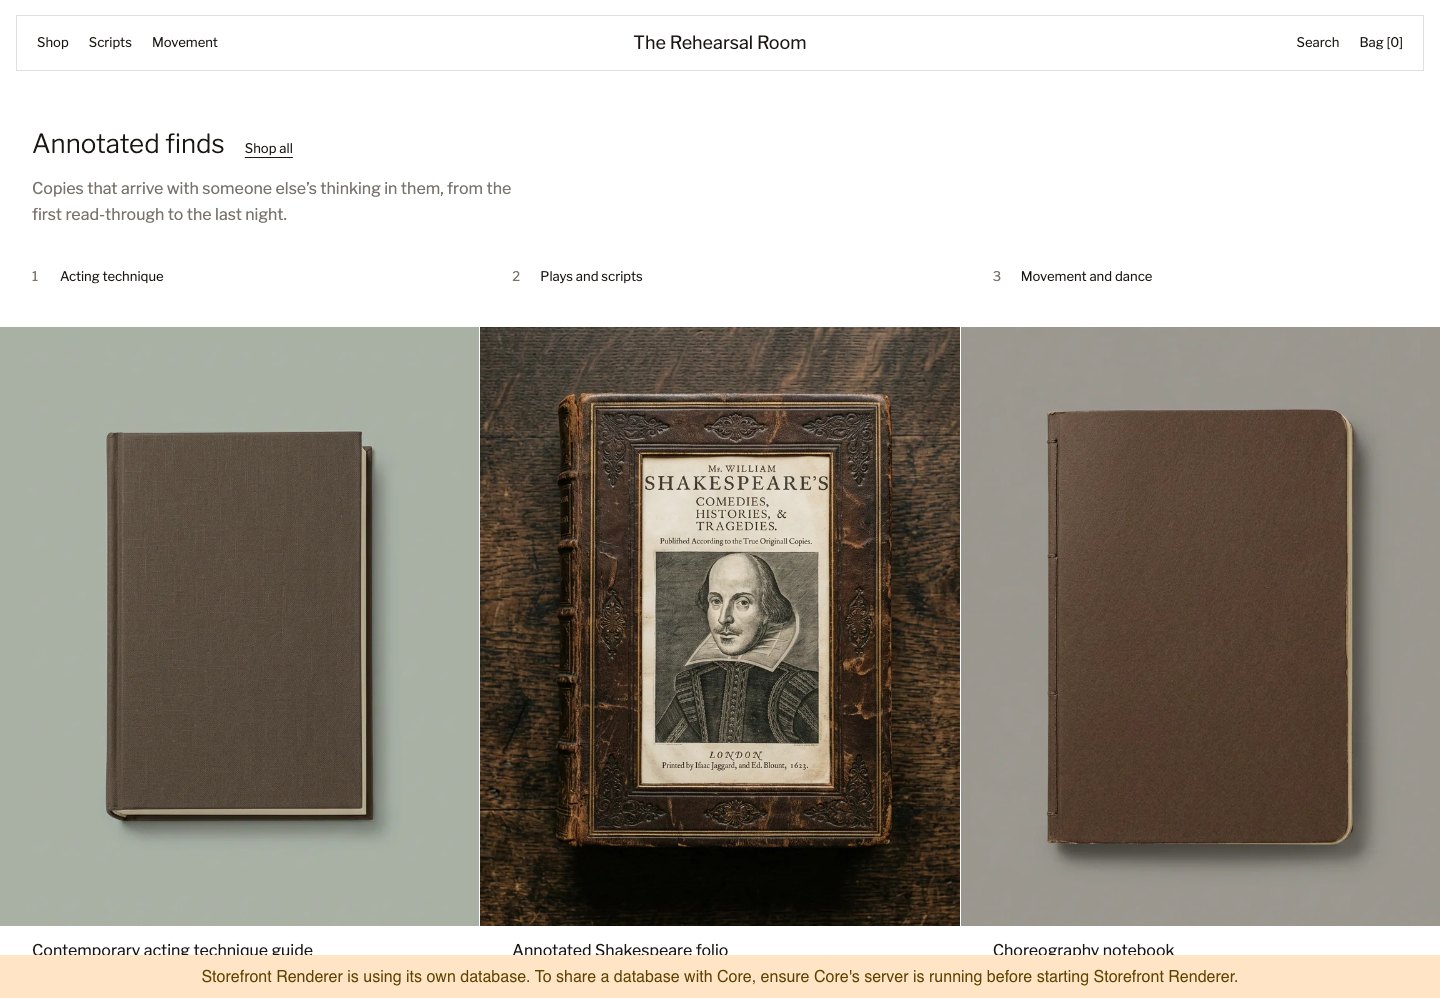 Shop Scripts Movement The Rehearsal Room Search Bag [0]
Annotated finds Shop all
Copies that arrive with someone else’s thinking in them, from the
first read-through to the last night.
1 Acting technique
2 Plays and scripts
3 Movement and dance
Mr. WILLIAM
SHAKESPEARE'S
COMEDIES,
HISTORIES, &
TRAGEDIES.
Publiſhed According to the True Originall Copies.
LONDON
Printed by Iſaac Jaggard, and Ed. Blount, 1623.
Contemporary acting technique guide
Annotated Shakespeare folio
Choreography notebook
Storefront Renderer is using its own database. To share a database with Core, ensure Core's server is running before starting Storefront Renderer.